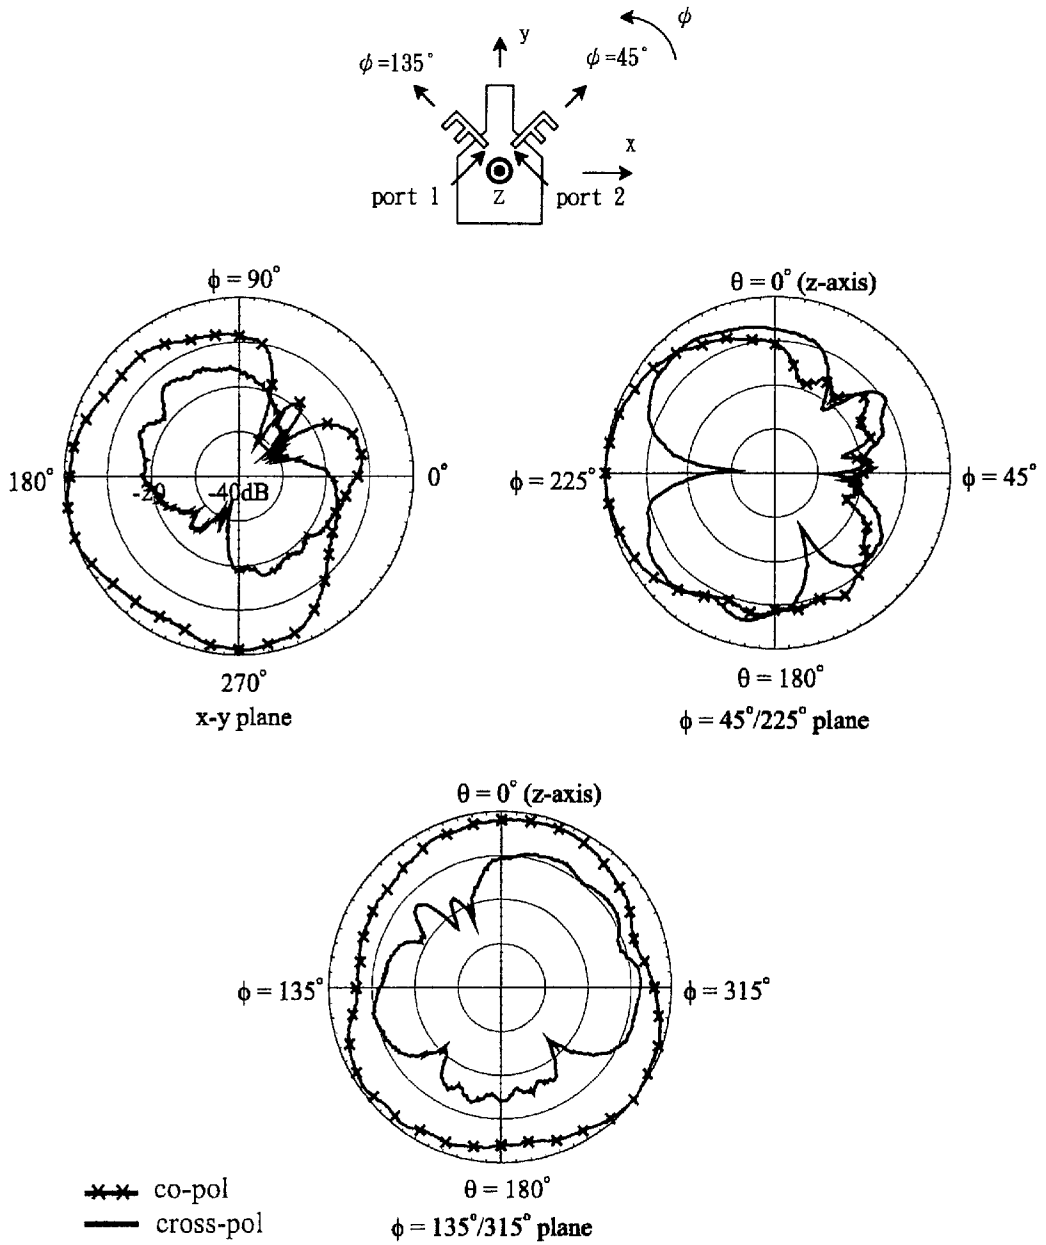 φ
y
ϕ=135°
ϕ=45°
x
port 1
Z
port 2
ϕ = 90°
θ = 0° (z-axis)
180°
-20
-40dB
0°
ϕ = 225°
ϕ = 45°
270°
x-y plane
θ = 180°
ϕ = 45°/225° plane
θ = 0° (z-axis)
ϕ = 135°
ϕ = 315°
θ = 180°
co-pol
cross-pol
ϕ = 135°/315° plane